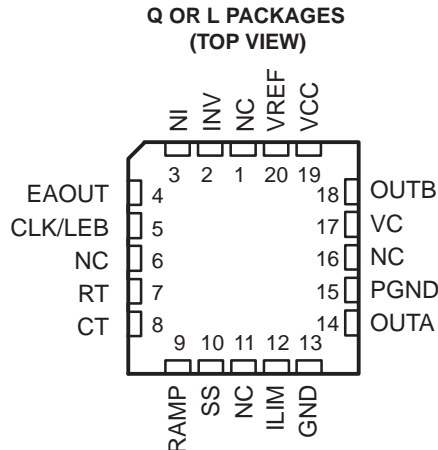 Q OR L PACKAGES
(TOP VIEW)
NI INV NC VREF VCC
3 2 1 20 19
EAOUT 4
CLK/LEB 5
NC 6
RT 7
CT 8
18 OUTB
17 VC
16 NC
15 PGND
14 OUTA
9 10 11 12 13
RAMP SS NC ILIM GND